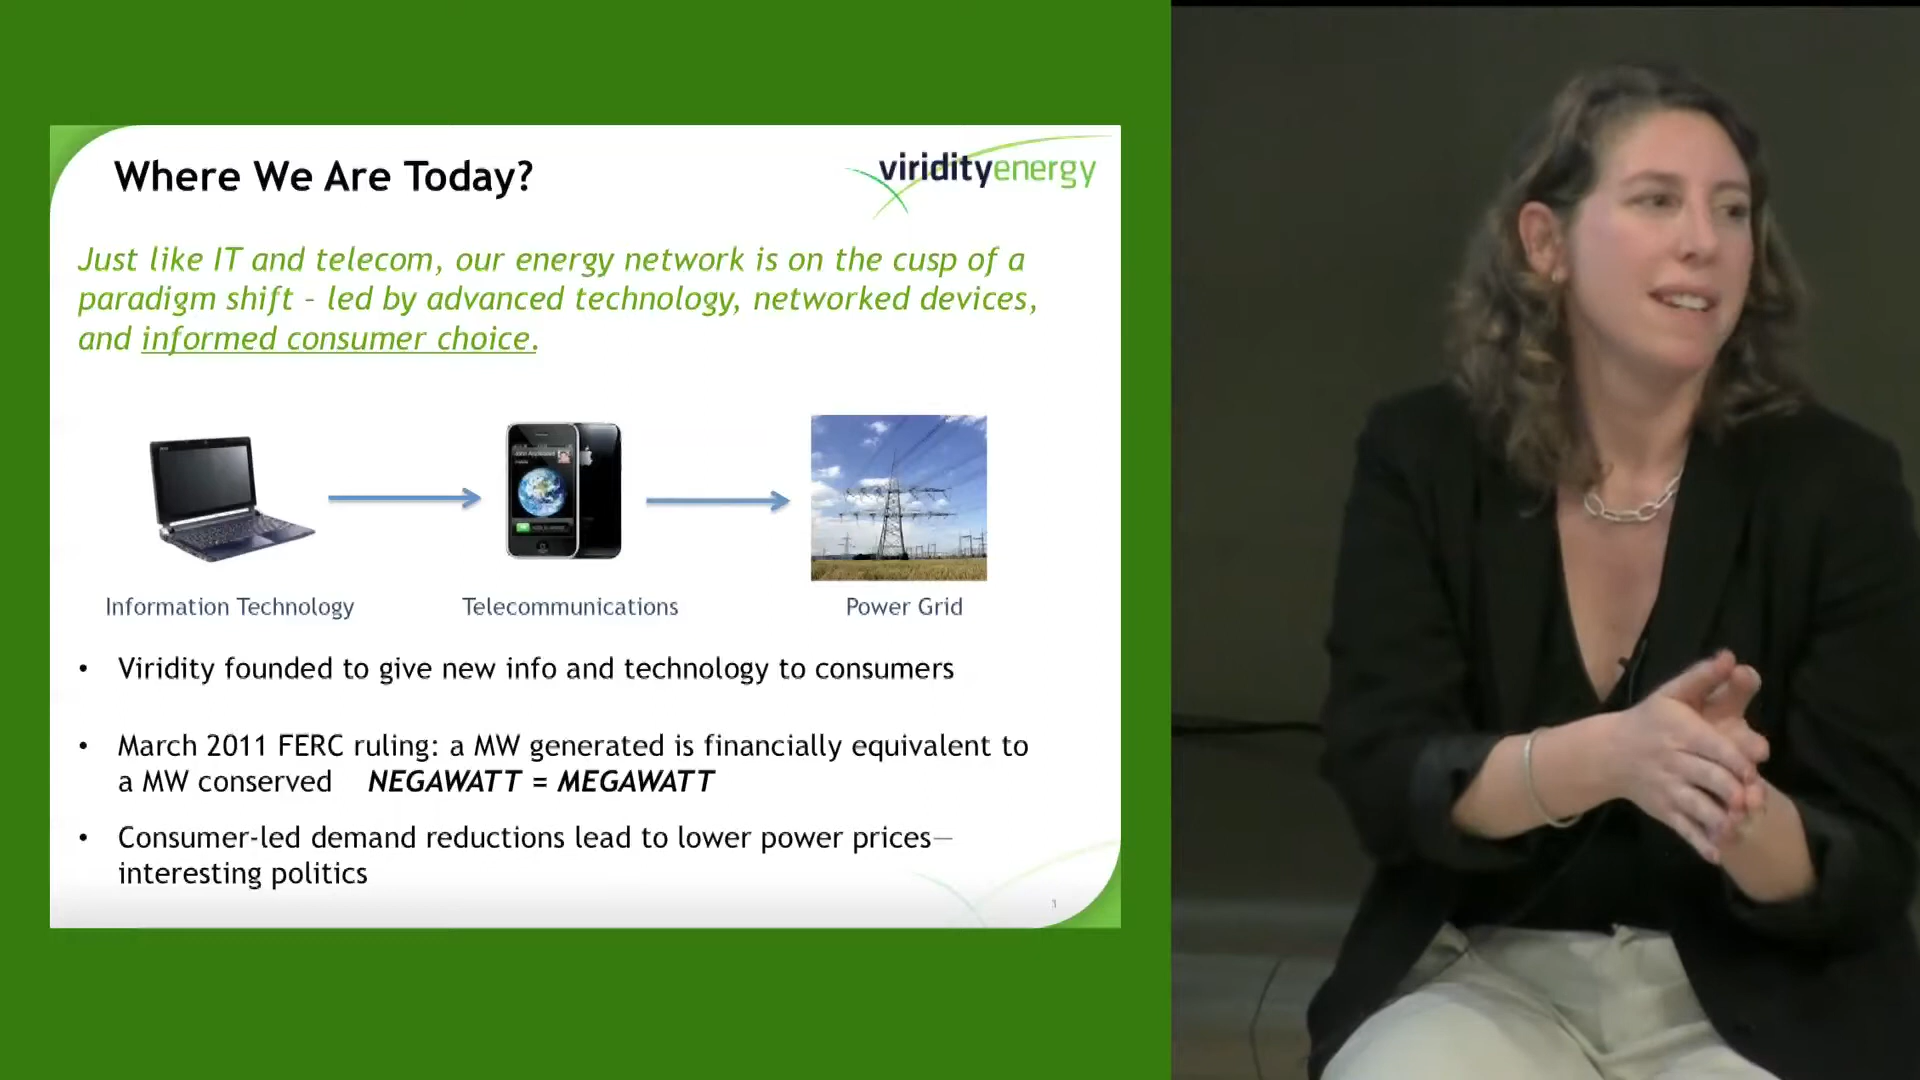 Where We Are Today?
viridityenergy
Just like IT and telecom, our energy network is on the cusp of a
paradigm shift – led by advanced technology, networked devices,
and informed consumer choice.
Information Technology
Telecommunications
Power Grid
• Viridity founded to give new info and technology to consumers
• March 2011 FERC ruling: a MW generated is financially equivalent to
a MW conserved NEGAWATT = MEGAWATT
• Consumer-led demand reductions lead to lower power prices—
interesting politics